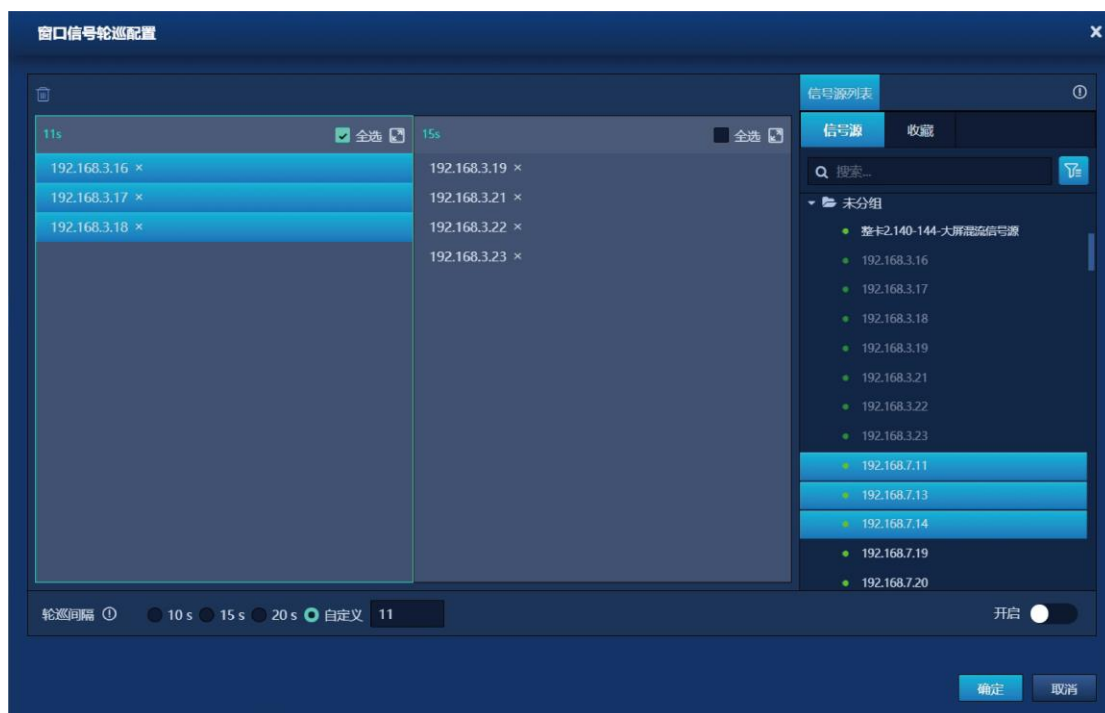 窗口信号轮巡配置
11s
全选
192.168.3.16 ×
192.168.3.17 ×
192.168.3.18 ×
15s
全选
192.168.3.19 ×
192.168.3.21 ×
192.168.3.22 ×
192.168.3.23 ×
信号源列表
信号源 收藏
搜索...
未分组
整卡2.140-144-大屏混流信号源
192.168.3.16
192.168.3.17
192.168.3.18
192.168.3.19
192.168.3.21
192.168.3.22
192.168.3.23
192.168.7.11
192.168.7.13
192.168.7.14
192.168.7.19
192.168.7.20
轮巡间隔 10 s 15 s 20 s 自定义 11 开启
确定 取消